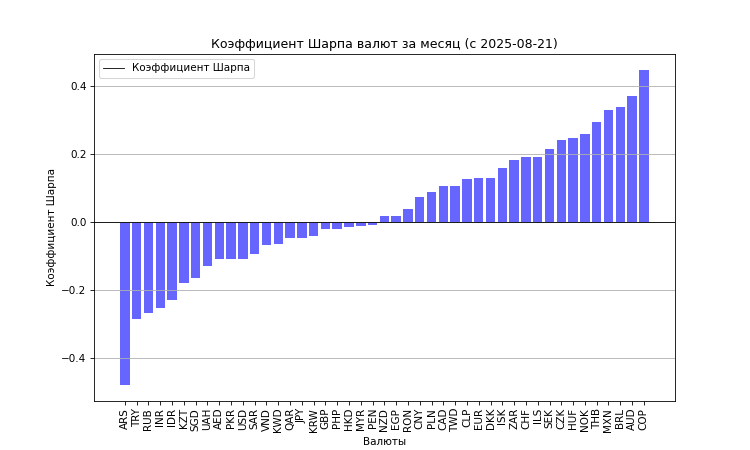 Коэффициент Шарпа валют за месяц (с 2025-08-21)
Коэффициент Шарпа
Коэффициент Шарпа
0.4
0.2
0.0
−0.2
−0.4
ARS TRY RUB INR IDR KZT SGD UAH AED PKR USD SAR VND KWD QAR JPY KRW GBP PHP HKD MYR PEN NZD EGP RON CNY PLN CAD TWD CLP EUR DKK ISK ZAR CHF ILS SEK CZK HUF NOK THB MXN BRL AUD COP
Валюты